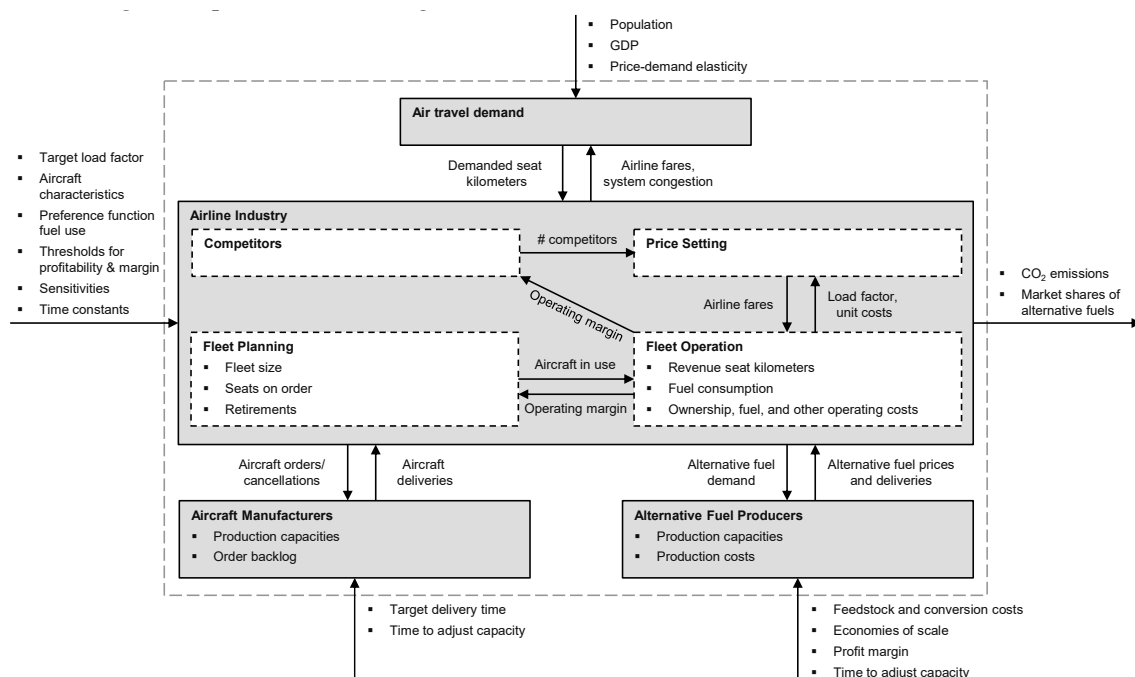 ▪ Population
▪ GDP
▪ Price-demand elasticity
Air travel demand
Demanded seat
kilometers
Airline fares,
system congestion
▪ Target load factor
▪ Aircraft
characteristics
▪ Preference function
fuel use
▪ Thresholds for
profitability & margin
▪ Sensitivities
▪ Time constants
Airline Industry
Competitors
# competitors
Price Setting
Operating margin
Airline fares
Load factor,
unit costs
Fleet Planning
▪ Fleet size
▪ Seats on order
▪ Retirements
Aircraft in use
Operating margin
Fleet Operation
▪ Revenue seat kilometers
▪ Fuel consumption
▪ Ownership, fuel, and other operating costs
▪ CO₂ emissions
▪ Market shares of
alternative fuels
Aircraft orders/
cancellations
Aircraft
deliveries
Alternative fuel
demand
Alternative fuel prices
and deliveries
Aircraft Manufacturers
▪ Production capacities
▪ Order backlog
Alternative Fuel Producers
▪ Production capacities
▪ Production costs
▪ Target delivery time
▪ Time to adjust capacity
▪ Feedstock and conversion costs
▪ Economies of scale
▪ Profit margin
▪ Time to adjust capacity